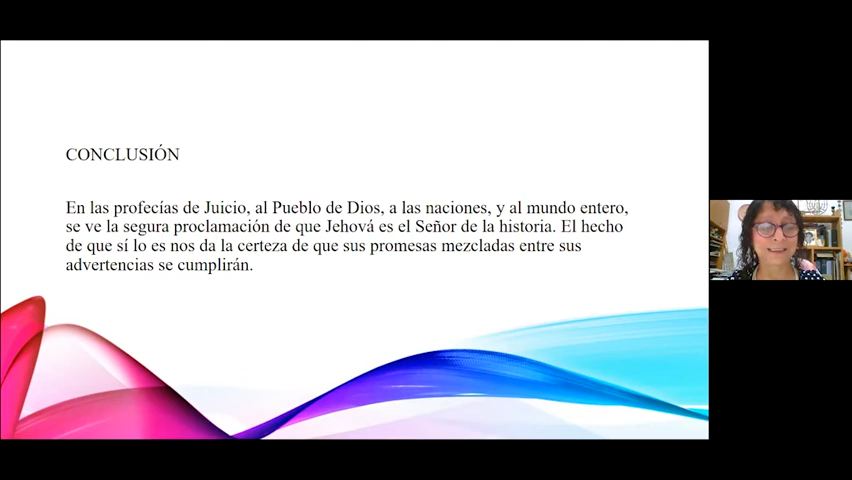 CONCLUSIÓN
En las profecías de Juicio, al Pueblo de Dios, a las naciones, y al mundo entero,
se ve la segura proclamación de que Jehová es el Señor de la historia. El hecho
de que sí lo es nos da la certeza de que sus promesas mezcladas entre sus
advertencias se cumplirán.